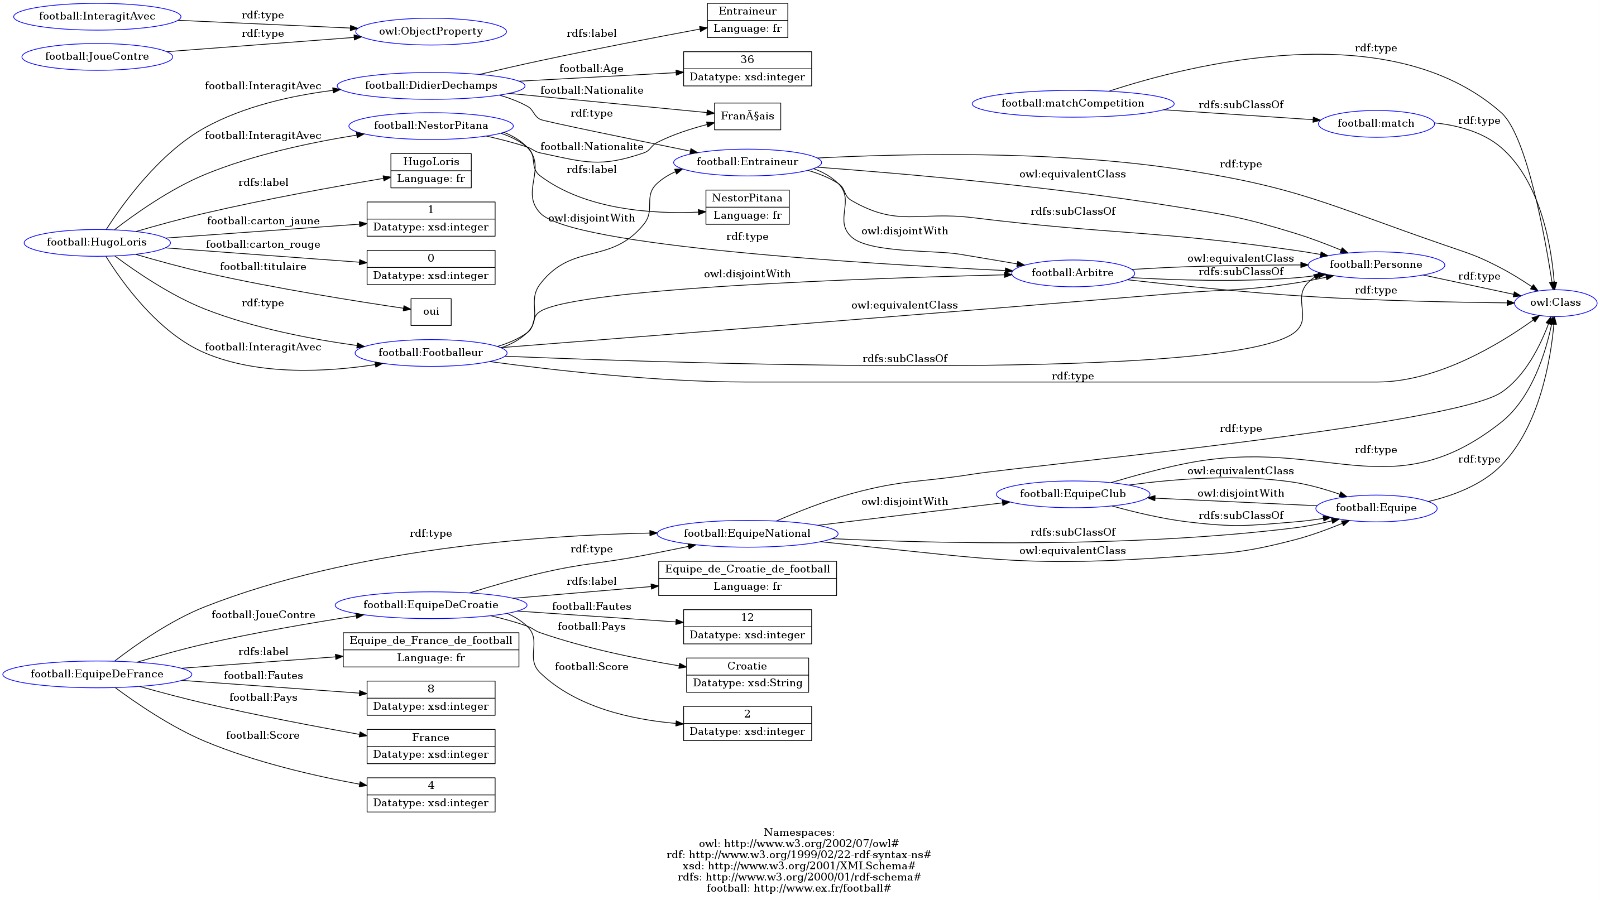 football:InteragitAvec
rdf:type
owl:ObjectProperty
football:JoueContre
rdf:type
Entraineur
Language: fr
rdfs:label
36
Datatype: xsd:integer
football:Age
football:DidierDechamps
football:InteragitAvec
football:Nationalite
FranÃ§ais
rdf:type
football:matchCompetition
rdf:type
rdfs:subClassOf
football:match
rdf:type
football:NestorPitana
football:InteragitAvec
football:Nationalite
football:Entraineur
rdf:type
rdfs:label
HugoLoris
Language: fr
rdfs:label
owl:equivalentClass
NestorPitana
Language: fr
1
Datatype: xsd:integer
football:carton_jaune
owl:disjointWith
rdfs:subClassOf
owl:disjointWith
rdf:type
football:HugoLoris
football:carton_rouge
0
Datatype: xsd:integer
football:titulaire
owl:disjointWith
football:Arbitre
owl:equivalentClass
rdfs:subClassOf
football:Personne
rdf:type
rdf:type
owl:Class
rdf:type
oui
owl:equivalentClass
football:InteragitAvec
football:Footballeur
rdfs:subClassOf
rdf:type
rdf:type
rdf:type
owl:equivalentClass
rdf:type
football:EquipeClub
owl:disjointWith
owl:disjointWith
football:Equipe
rdfs:subClassOf
rdf:type
football:EquipeNational
rdfs:subClassOf
owl:equivalentClass
rdf:type
Equipe_de_Croatie_de_football
Language: fr
rdfs:label
football:EquipeDeCroatie
football:JoueContre
football:Fautes
12
Datatype: xsd:integer
football:Pays
Equipe_de_France_de_football
Language: fr
rdfs:label
football:Score
Croatie
Datatype: xsd:String
football:EquipeDeFrance
football:Fautes
8
Datatype: xsd:integer
football:Pays
2
Datatype: xsd:integer
football:Score
France
Datatype: xsd:integer
4
Datatype: xsd:integer
Namespaces:
owl: http://www.w3.org/2002/07/owl#
rdf: http://www.w3.org/1999/02/22-rdf-syntax-ns#
xsd: http://www.w3.org/2001/XMLSchema#
rdfs: http://www.w3.org/2000/01/rdf-schema#
football: http://www.ex.fr/football#